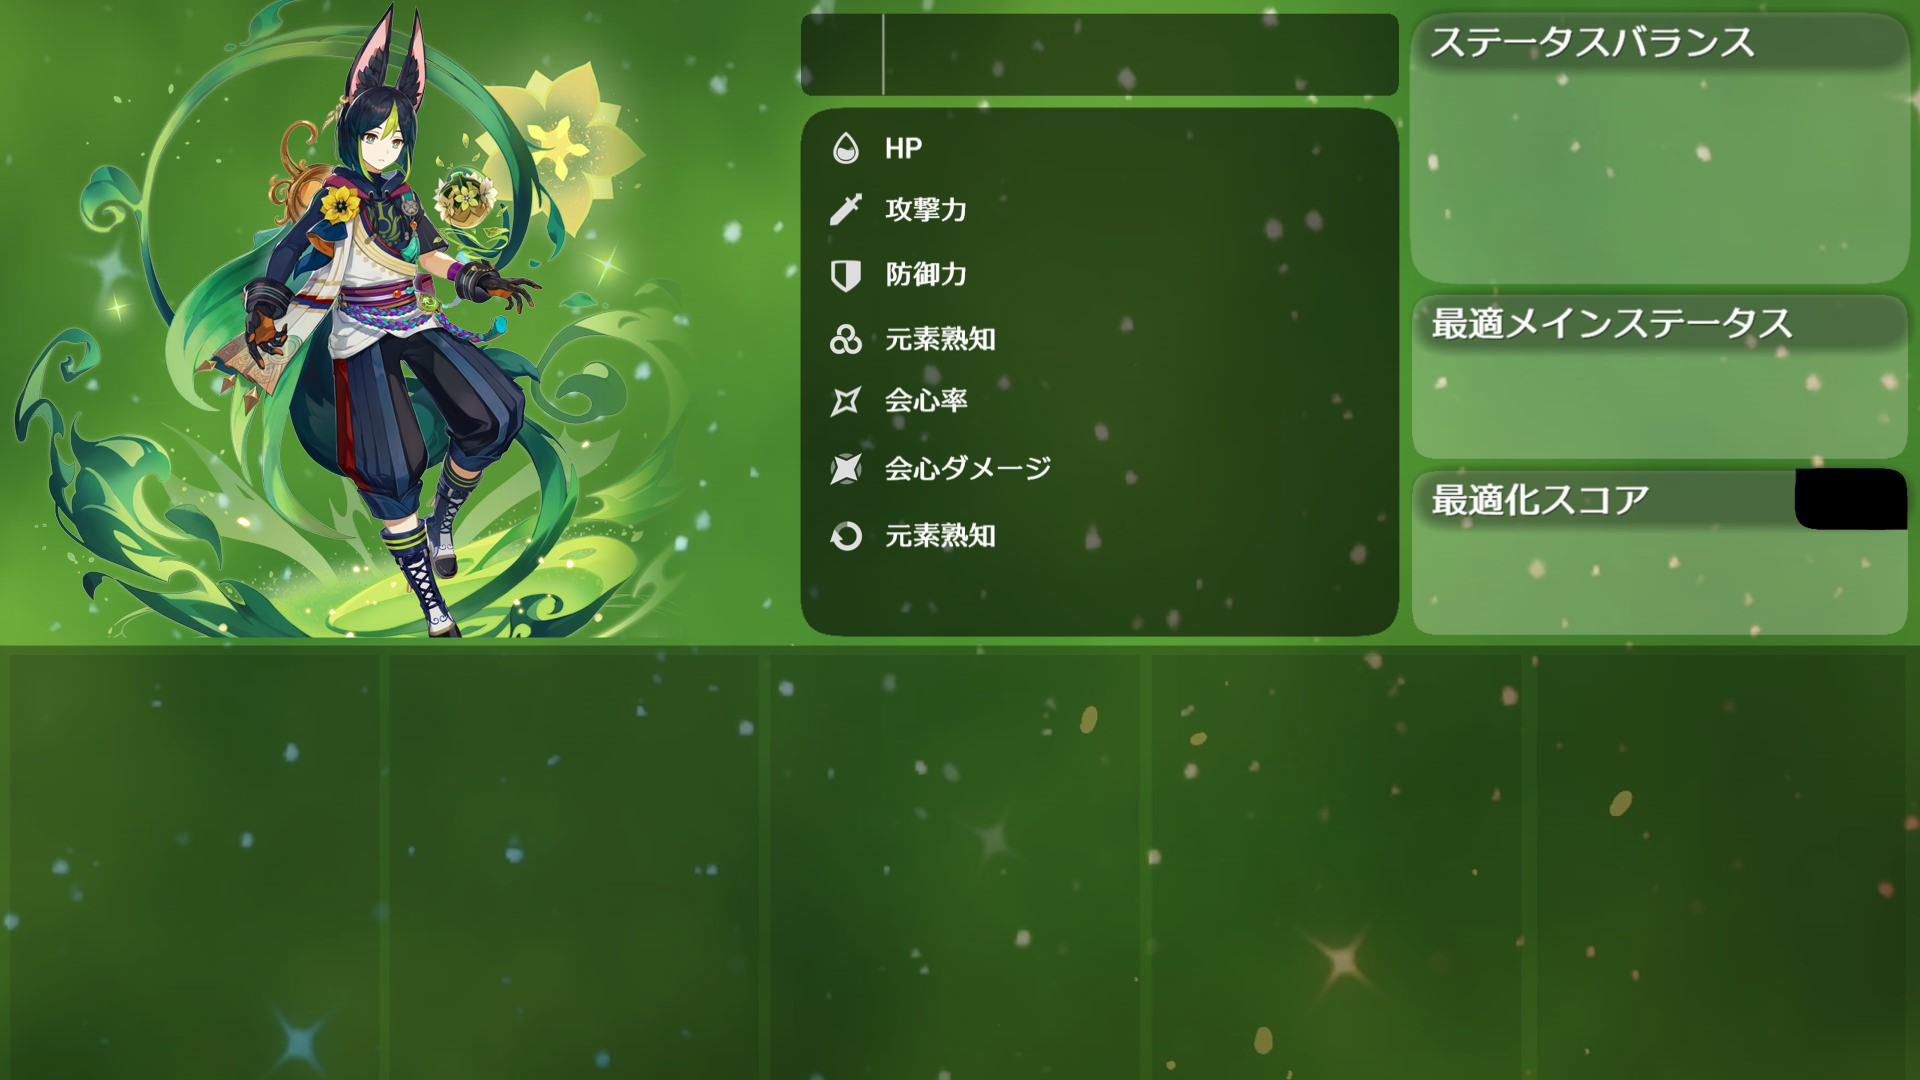 HP
攻撃力
防御力
元素熟知
会心率
会心ダメージ
元素熟知
ステータスバランス
最適メインステータス
最適化スコア